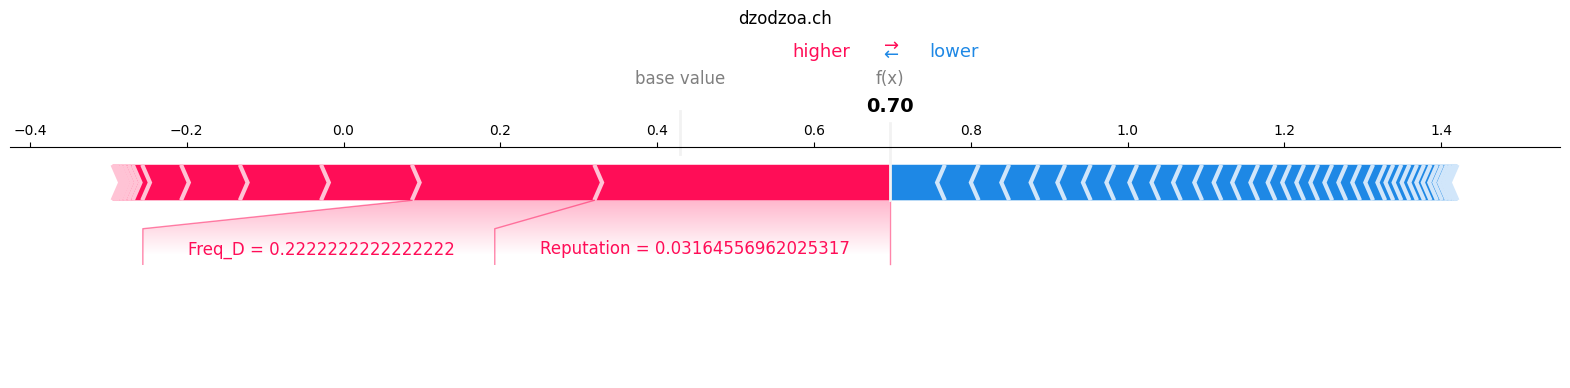 dzodzoa.ch
higher ⇄ lower
base value f(x)
0.70
−0.4 −0.2 0.0 0.2 0.4 0.6 0.8 1.0 1.2 1.4
Freq_D = 0.2222222222222222 Reputation = 0.03164556962025317